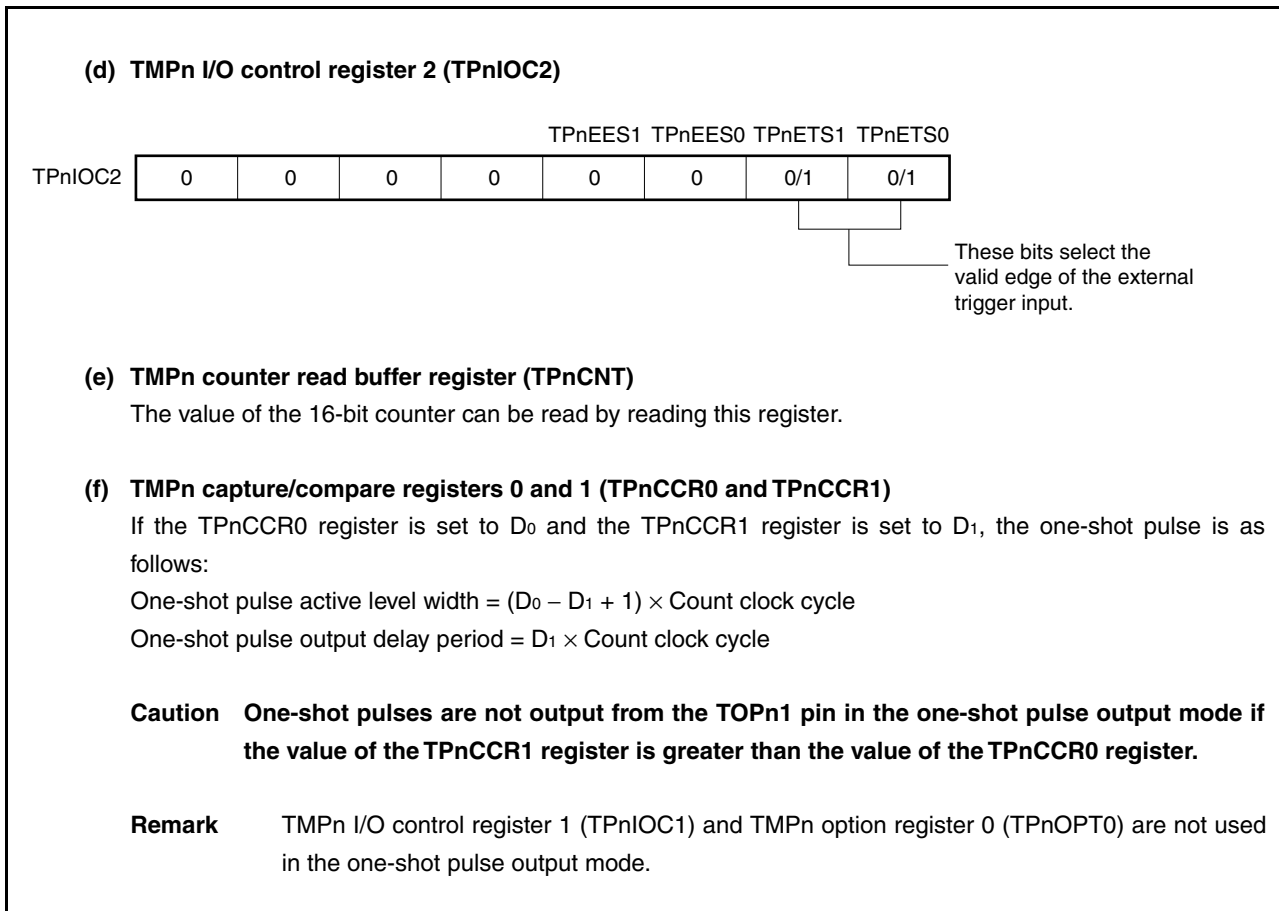 (d) TMPn I/O control register 2 (TPnIOC2)
TPnEES1 TPnEES0 TPnETS1 TPnETS0
TPnIOC2 0 0 0 0 0 0 0/1 0/1
These bits select the
valid edge of the external
trigger input.
(e) TMPn counter read buffer register (TPnCNT)
The value of the 16-bit counter can be read by reading this register.
(f) TMPn capture/compare registers 0 and 1 (TPnCCR0 and TPnCCR1)
If the TPnCCR0 register is set to D0 and the TPnCCR1 register is set to D1, the one-shot pulse is as
follows:
One-shot pulse active level width = (D0 − D1 + 1) × Count clock cycle
One-shot pulse output delay period = D1 × Count clock cycle
Caution One-shot pulses are not output from the TOPn1 pin in the one-shot pulse output mode if
the value of the TPnCCR1 register is greater than the value of the TPnCCR0 register.
Remark TMPn I/O control register 1 (TPnIOC1) and TMPn option register 0 (TPnOPT0) are not used
in the one-shot pulse output mode.